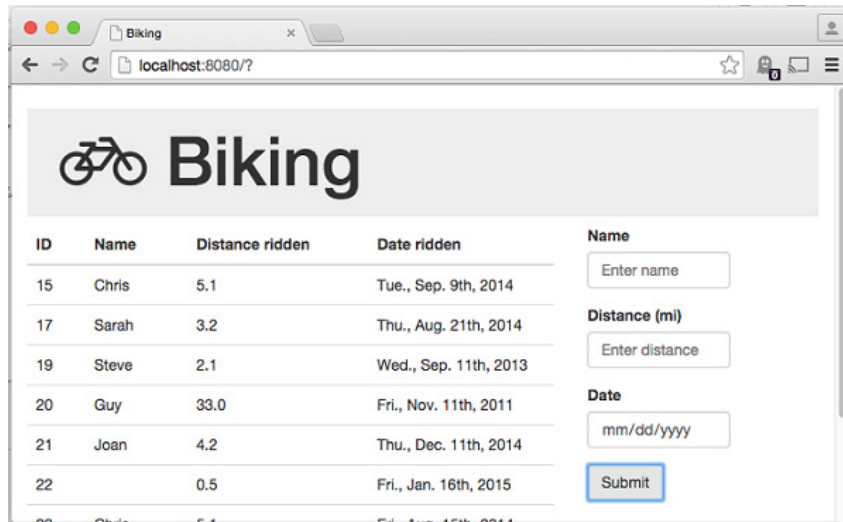 Biking
localhost:8080/?
0
Biking
ID Name Distance ridden Date ridden
15 Chris 5.1 Tue., Sep. 9th, 2014
17 Sarah 3.2 Thu., Aug. 21th, 2014
19 Steve 2.1 Wed., Sep. 11th, 2013
20 Guy 33.0 Fri., Nov. 11th, 2011
21 Joan 4.2 Thu., Dec. 11th, 2014
22 0.5 Fri., Jan. 16th, 2015
Name
Enter name
Distance (mi)
Enter distance
Date
mm/dd/yyyy
Submit